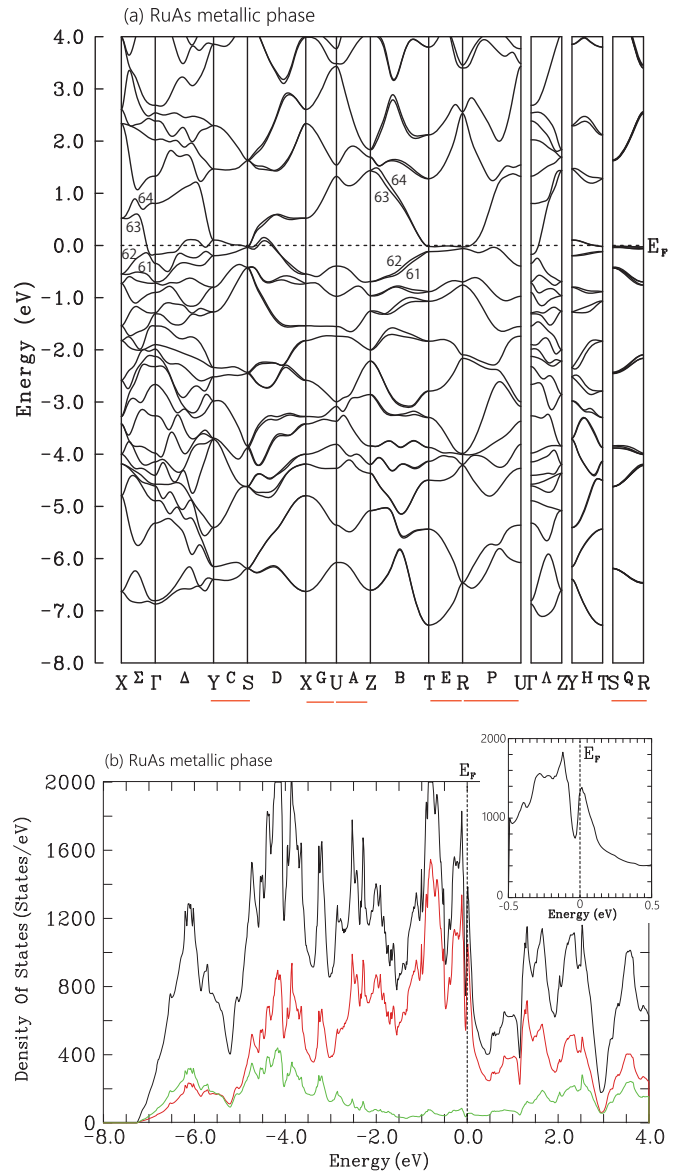 (a) RuAs metallic phase
4.0
3.0
2.0
1.0
0.0
-1.0
-2.0
-3.0
-4.0
-5.0
-6.0
-7.0
-8.0
Energy (eV)
64
63
62
61
64
63
62
61
E_F
X Σ Γ Δ Y C S D X G U A Z B T E R P U Γ Λ Z Y H T S Q R
(b) RuAs metallic phase
E_F
2000
1600
1200
800
400
0
Density Of States(States/eV)
-8.0 -6.0 -4.0 -2.0 0.0 2.0 4.0
Energy(eV)
2000
1000
0
E_F
-0.5 0 0.5
Energy (eV)